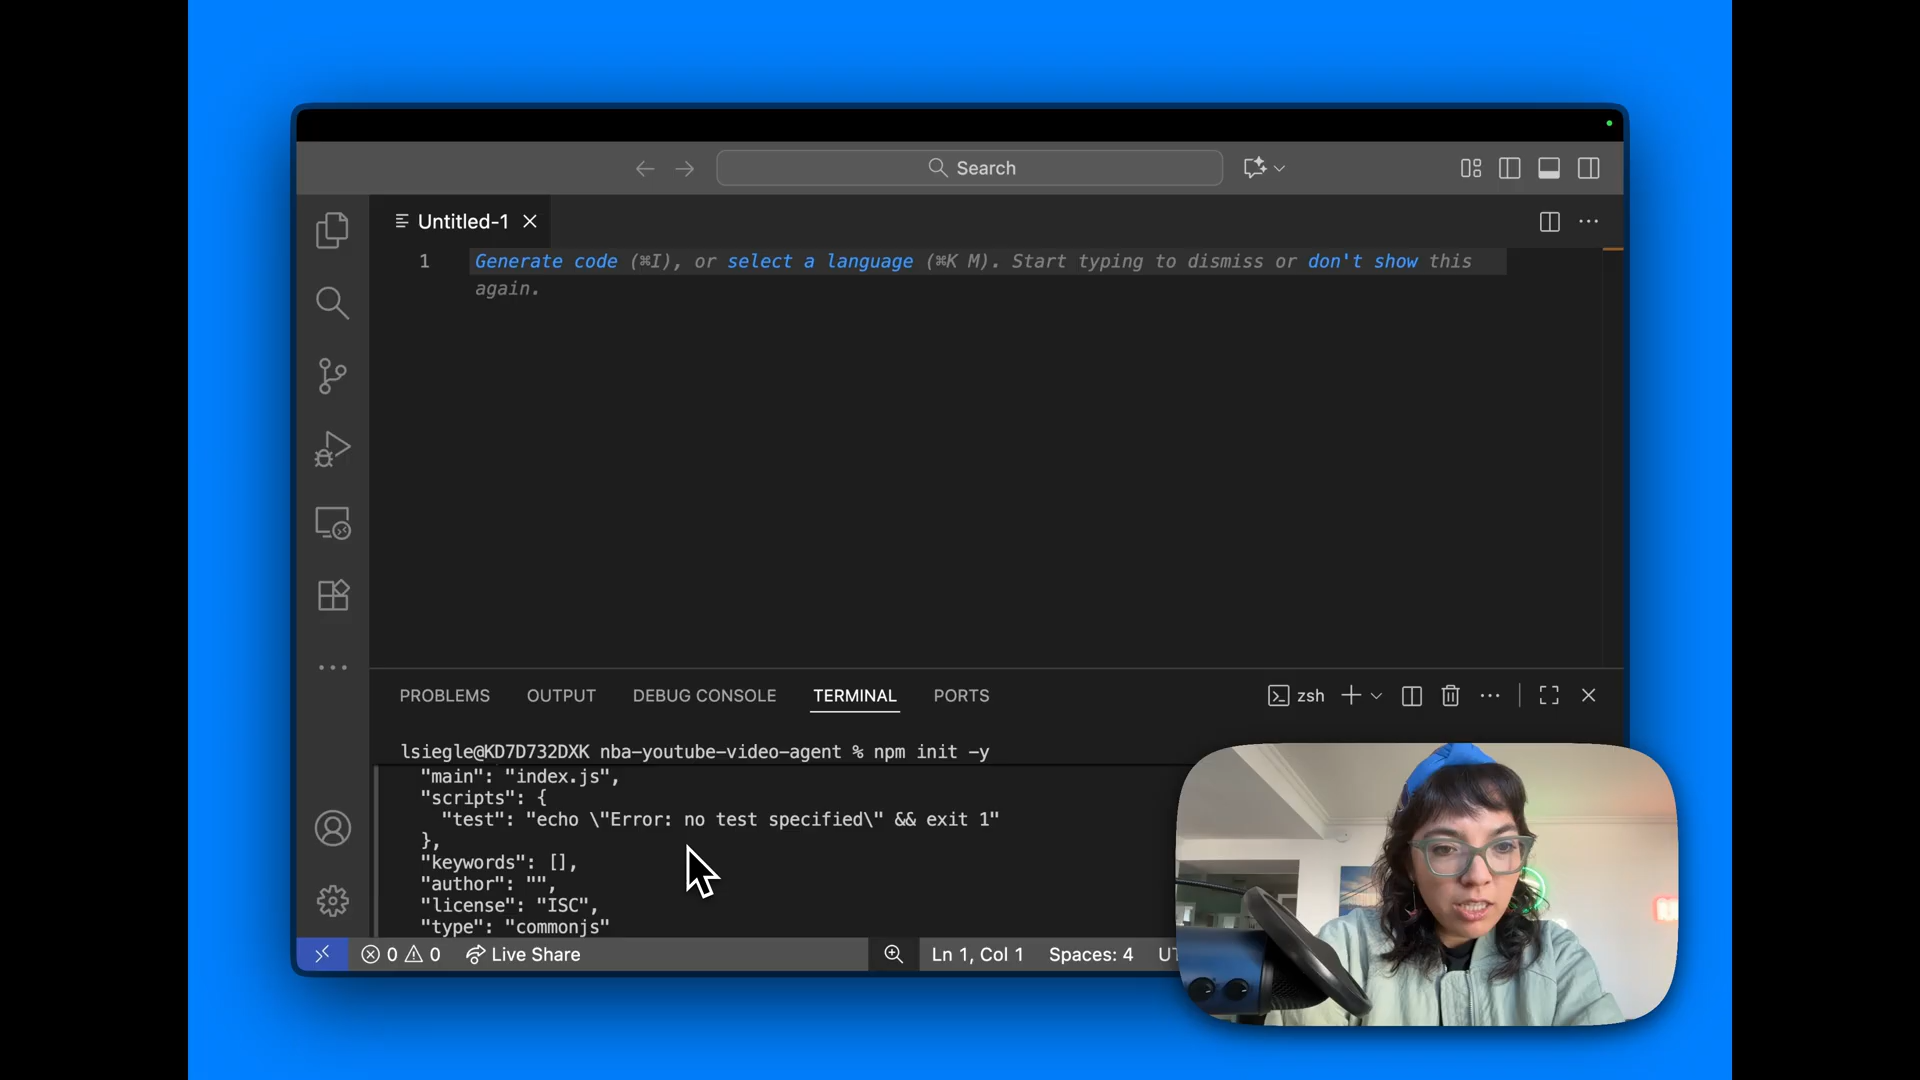 Search
Untitled-1
1
Generate code (⌘I), or select a language (⌘K M). Start typing to dismiss or don't show this
again.
PROBLEMS OUTPUT DEBUG CONSOLE TERMINAL PORTS
zsh
lsiegle@KD7D732DXK nba-youtube-video-agent % npm init -y
"main": "index.js",
"scripts": {
"test": "echo \"Error: no test specified\" && exit 1"
},
"keywords": [],
"author": "",
"license": "ISC",
"type": "commonjs"
0 0 Live Share Ln 1, Col 1 Spaces: 4